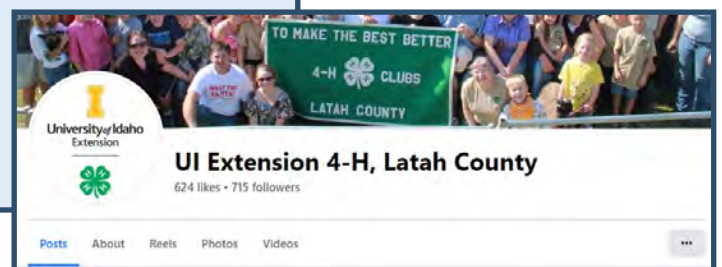 TO MAKE THE BEST BETTER
4-H CLUBS
LATAH COUNTY
I
University of Idaho
Extension
H H H H
UI Extension 4-H, Latah County
624 likes • 715 followers
Posts About Reels Photos Videos
...